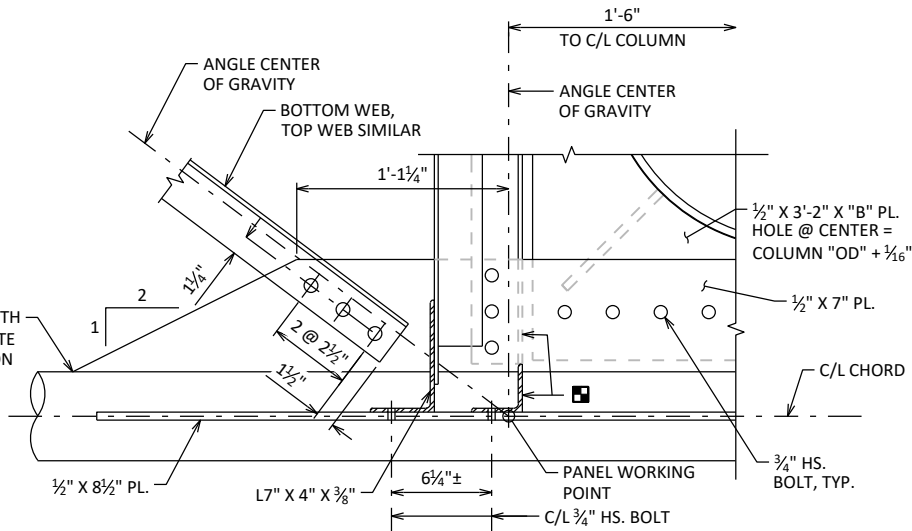 1'-6"
TO C/L COLUMN
ANGLE CENTER
OF GRAVITY
ANGLE CENTER
OF GRAVITY
BOTTOM WEB,
TOP WEB SIMILAR
1'-1¼"
½" X 3'-2" X "B" PL.
HOLE @ CENTER =
COLUMN "OD" + ⅟₁₆"
1¼"
2
1
½" X 7" PL.
TH
TE
ON
2 @ 2½"
1½"
C/L CHORD
½" X 8½" PL.
L7" X 4" X ⅜"
6¼"±
PANEL WORKING
POINT
¾" HS.
BOLT, TYP.
C/L ¾" HS. BOLT